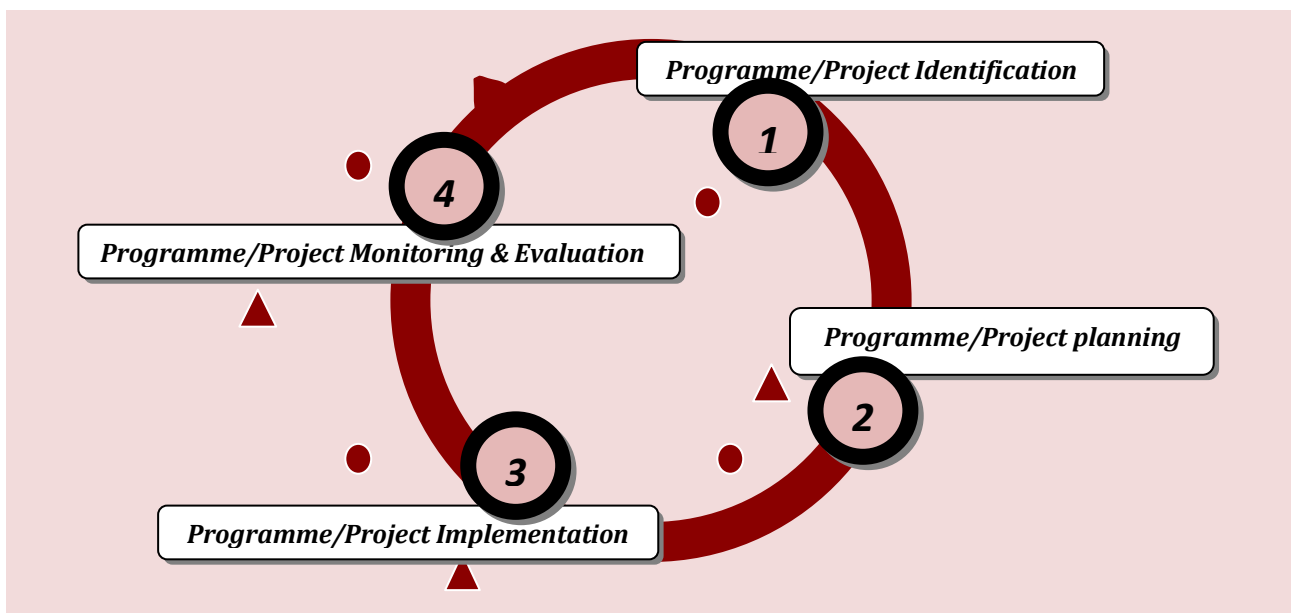 Programme/Project Identification
1
4
Programme/Project Monitoring & Evaluation
Programme/Project planning
2
3
Programme/Project Implementation